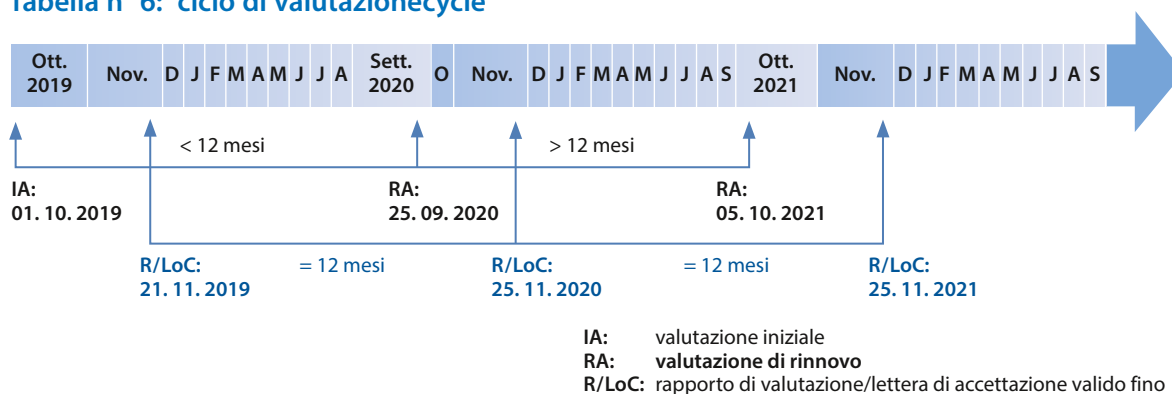 Tabella n° 6: ciclo di valutazionecycle
Ott. 2019 Nov. D J F M A M J J A Sett. 2020 O Nov. D J F M A M J J A S Ott. 2021 Nov. D J F M A M J J A S
< 12 mesi > 12 mesi
IA: RA: RA:
01. 10. 2019 25. 09. 2020 05. 10. 2021
R/LoC: = 12 mesi R/LoC: = 12 mesi R/LoC:
21. 11. 2019 25. 11. 2020 25. 11. 2021
IA: valutazione iniziale
RA: valutazione di rinnovo
R/LoC: rapporto di valutazione/lettera di accettazione valido fino